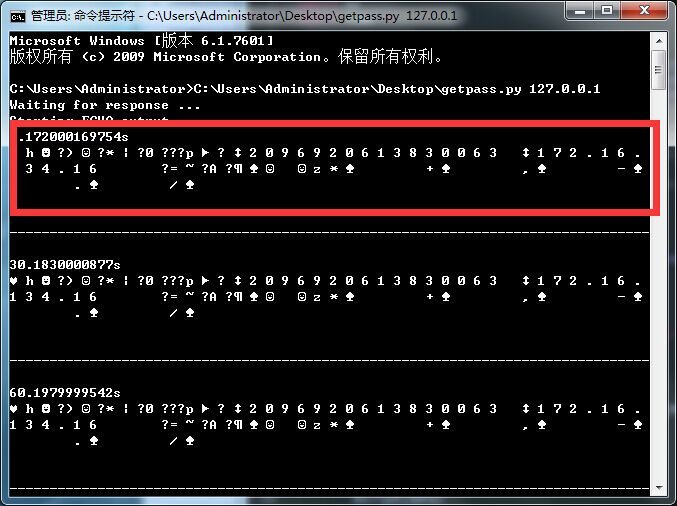 管理员: 命令提示符 - C:\Users\Administrator\Desktop\getpass.py 127.0.0.1
Microsoft Windows [版本 6.1.7601]
版权所有 (c) 2009 Microsoft Corporation。保留所有权利。
C:\Users\Administrator>C:\Users\Administrator\Desktop\getpass.py 127.0.0.1
Waiting for response ...
.172000169754s
h ☻ ?) ☺ ?* ¦ ?0 ???p ► ? ↕ 2 0 9 6 9 2 0 6 1 3 8 3 0 0 6 3 ↕ 1 7 2 . 1 6 .
1 3 4 . 1 6 ?= ~ ?A ?¶ ♠ ☺ ☺ z * ♠ + ♠ , ♠ - ♠
. ♠ / ♠
30.1830000877s
♥ h ☻ ?) ☺ ?* ¦ ?0 ???p ► ? ↕ 2 0 9 6 9 2 0 6 1 3 8 3 0 0 6 3 ↕ 1 7 2 . 1 6 .
1 3 4 . 1 6 ?= ~ ?A ?¶ ♠ ☺ ☺ z * ♠ + ♠ , ♠ - ♠
. ♠ / ♠
60.1979999542s
♥ h ☻ ?) ☺ ?* ¦ ?0 ???p ► ? ↕ 2 0 9 6 9 2 0 6 1 3 8 3 0 0 6 3 ↕ 1 7 2 . 1 6 .
1 3 4 . 1 6 ?= ~ ?A ?¶ ♠ ☺ ☺ z * ♠ + ♠ , ♠ - ♠
. ♠ / ♠